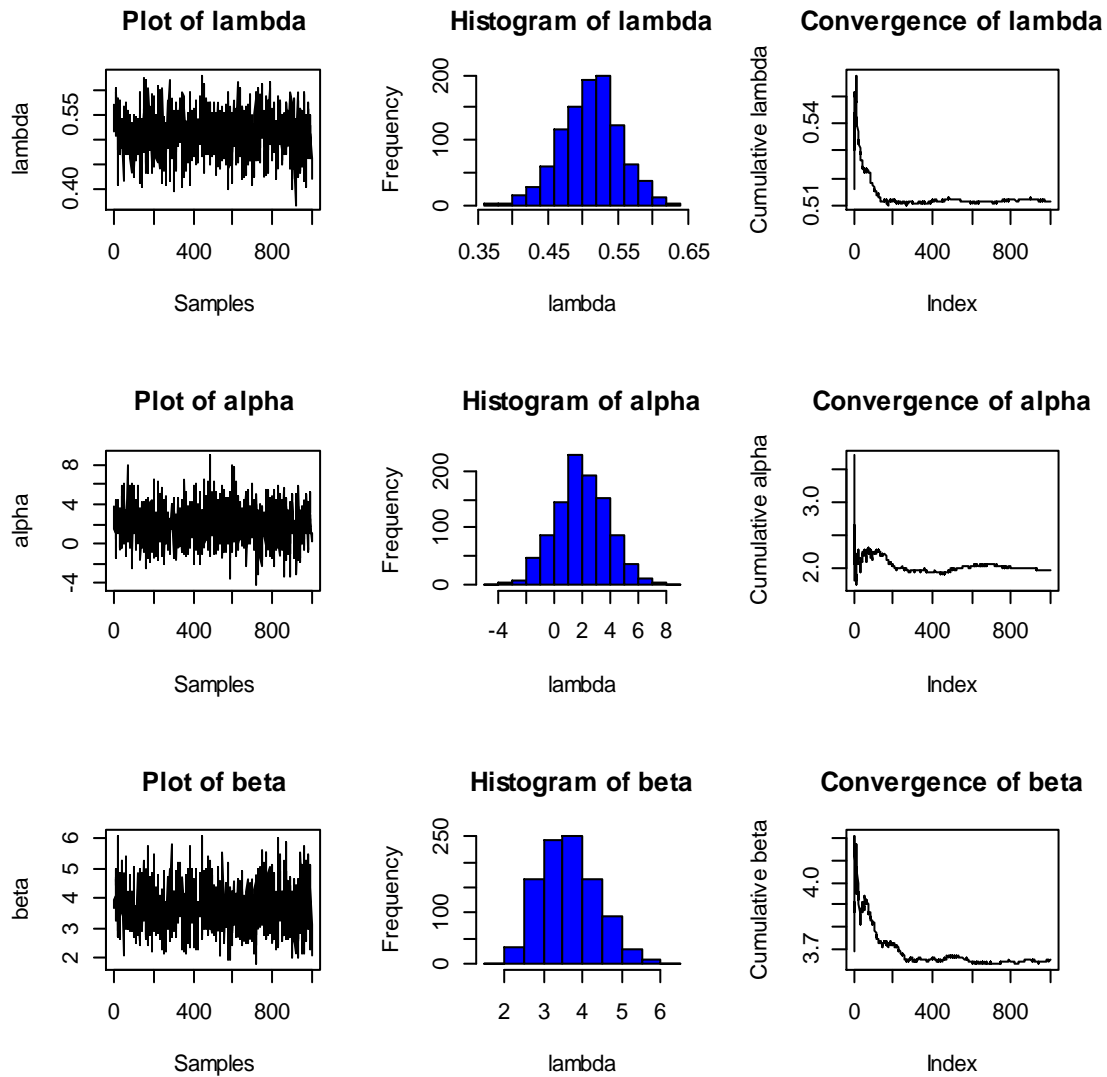 Plot of lambda
lambda
0.40 0.55
0 400 800
Samples
Histogram of lambda
Frequency
0 100 200
0.35 0.45 0.55 0.65
lambda
Convergence of lambda
Cumulative lambda
0.51 0.54
0 400 800
Index
Plot of alpha
alpha
-4 0 4 8
0 400 800
Samples
Histogram of alpha
Frequency
0 100 200
-4 0 2 4 6 8
lambda
Convergence of alpha
Cumulative alpha
2.0 3.0
0 400 800
Index
Plot of beta
beta
2 3 4 5 6
0 400 800
Samples
Histogram of beta
Frequency
0 100 250
2 3 4 5 6
lambda
Convergence of beta
Cumulative beta
3.7 4.0
0 400 800
Index